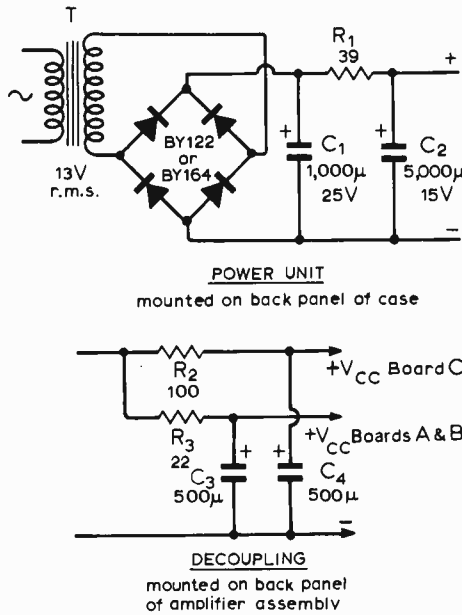 T
R1
39
+
BY122
or
BY164
+
C1
1,000μ
25V
+
C2
5,000μ
15V
13V
r.m.s.
−
POWER UNIT
mounted on back panel of case
R2
100
+VCC Board C
R3
22
+VCC Boards A & B
C3
500μ
+
+
C4
500μ
−
DECOUPLING
mounted on back panel
of amplifier assembly